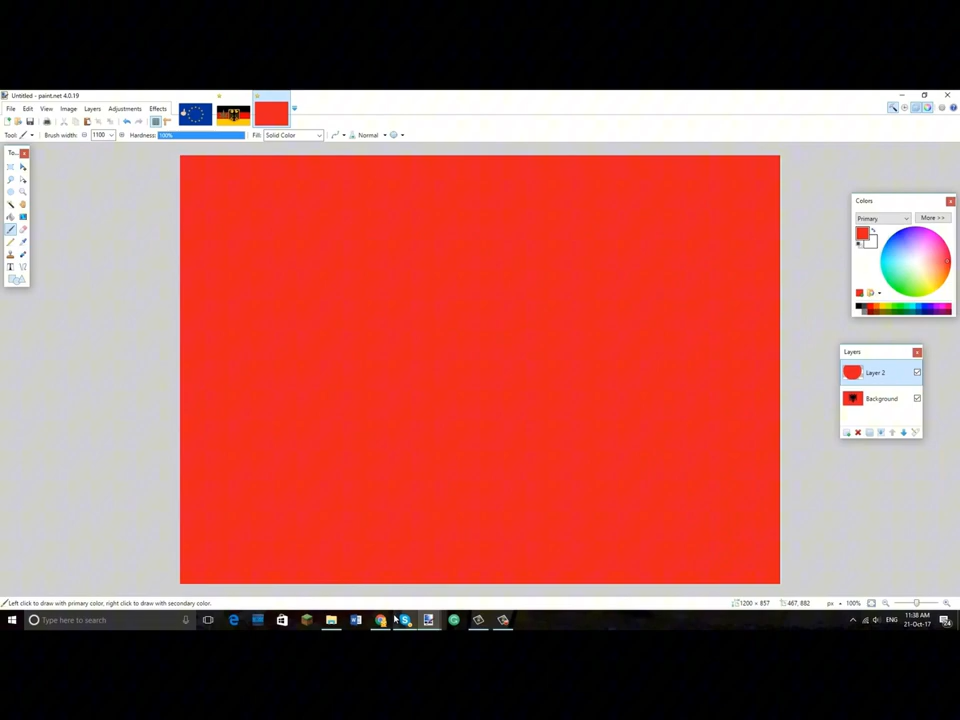 Untitled - paint.net 4.0.19
File Edit View Image Layers Adjustments Effects
Tool: Brush width: 1100 Hardness: 100% Fill: Solid Color Normal
To...
Colors
Primary More >>
Layers
Layer 2
Background
Left click to draw with primary color, right click to draw with secondary color. 1200 × 857 467, 882 px 100%
Type here to search ENG 11:38 AM
21-Oct-17